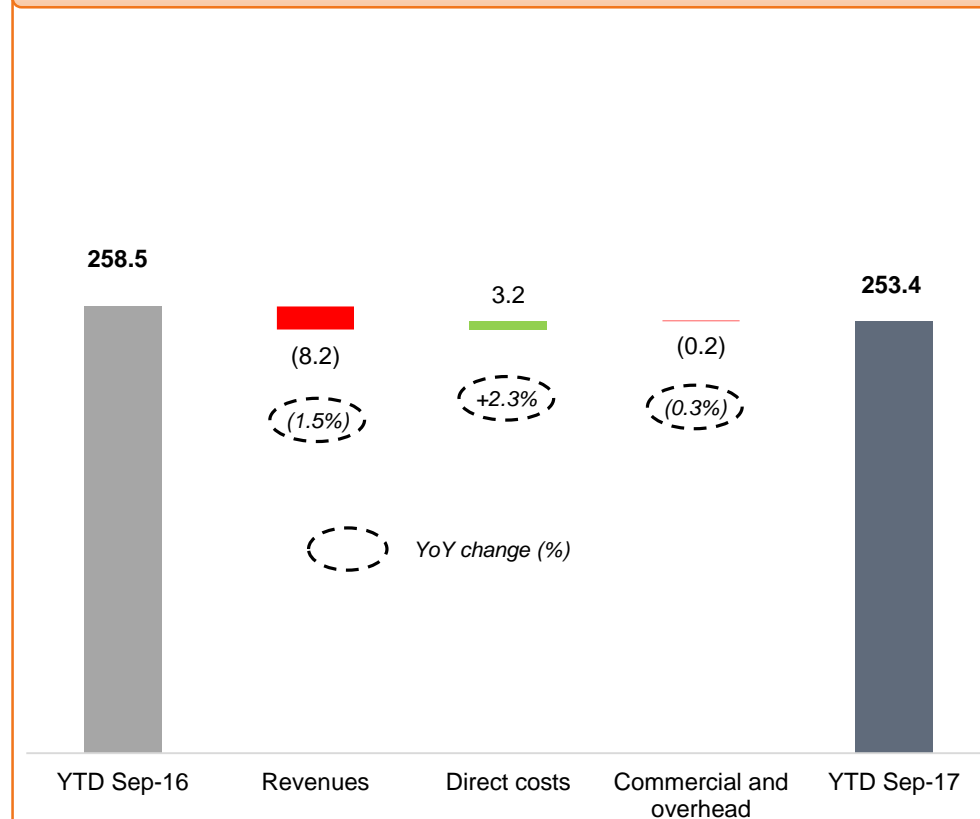 258.5
253.4
3.2
(8.2)
(0.2)
(1.5%)
+2.3%
(0.3%)
YoY change (%)
YTD Sep-16
Revenues
Direct costs
Commercial and
overhead
YTD Sep-17